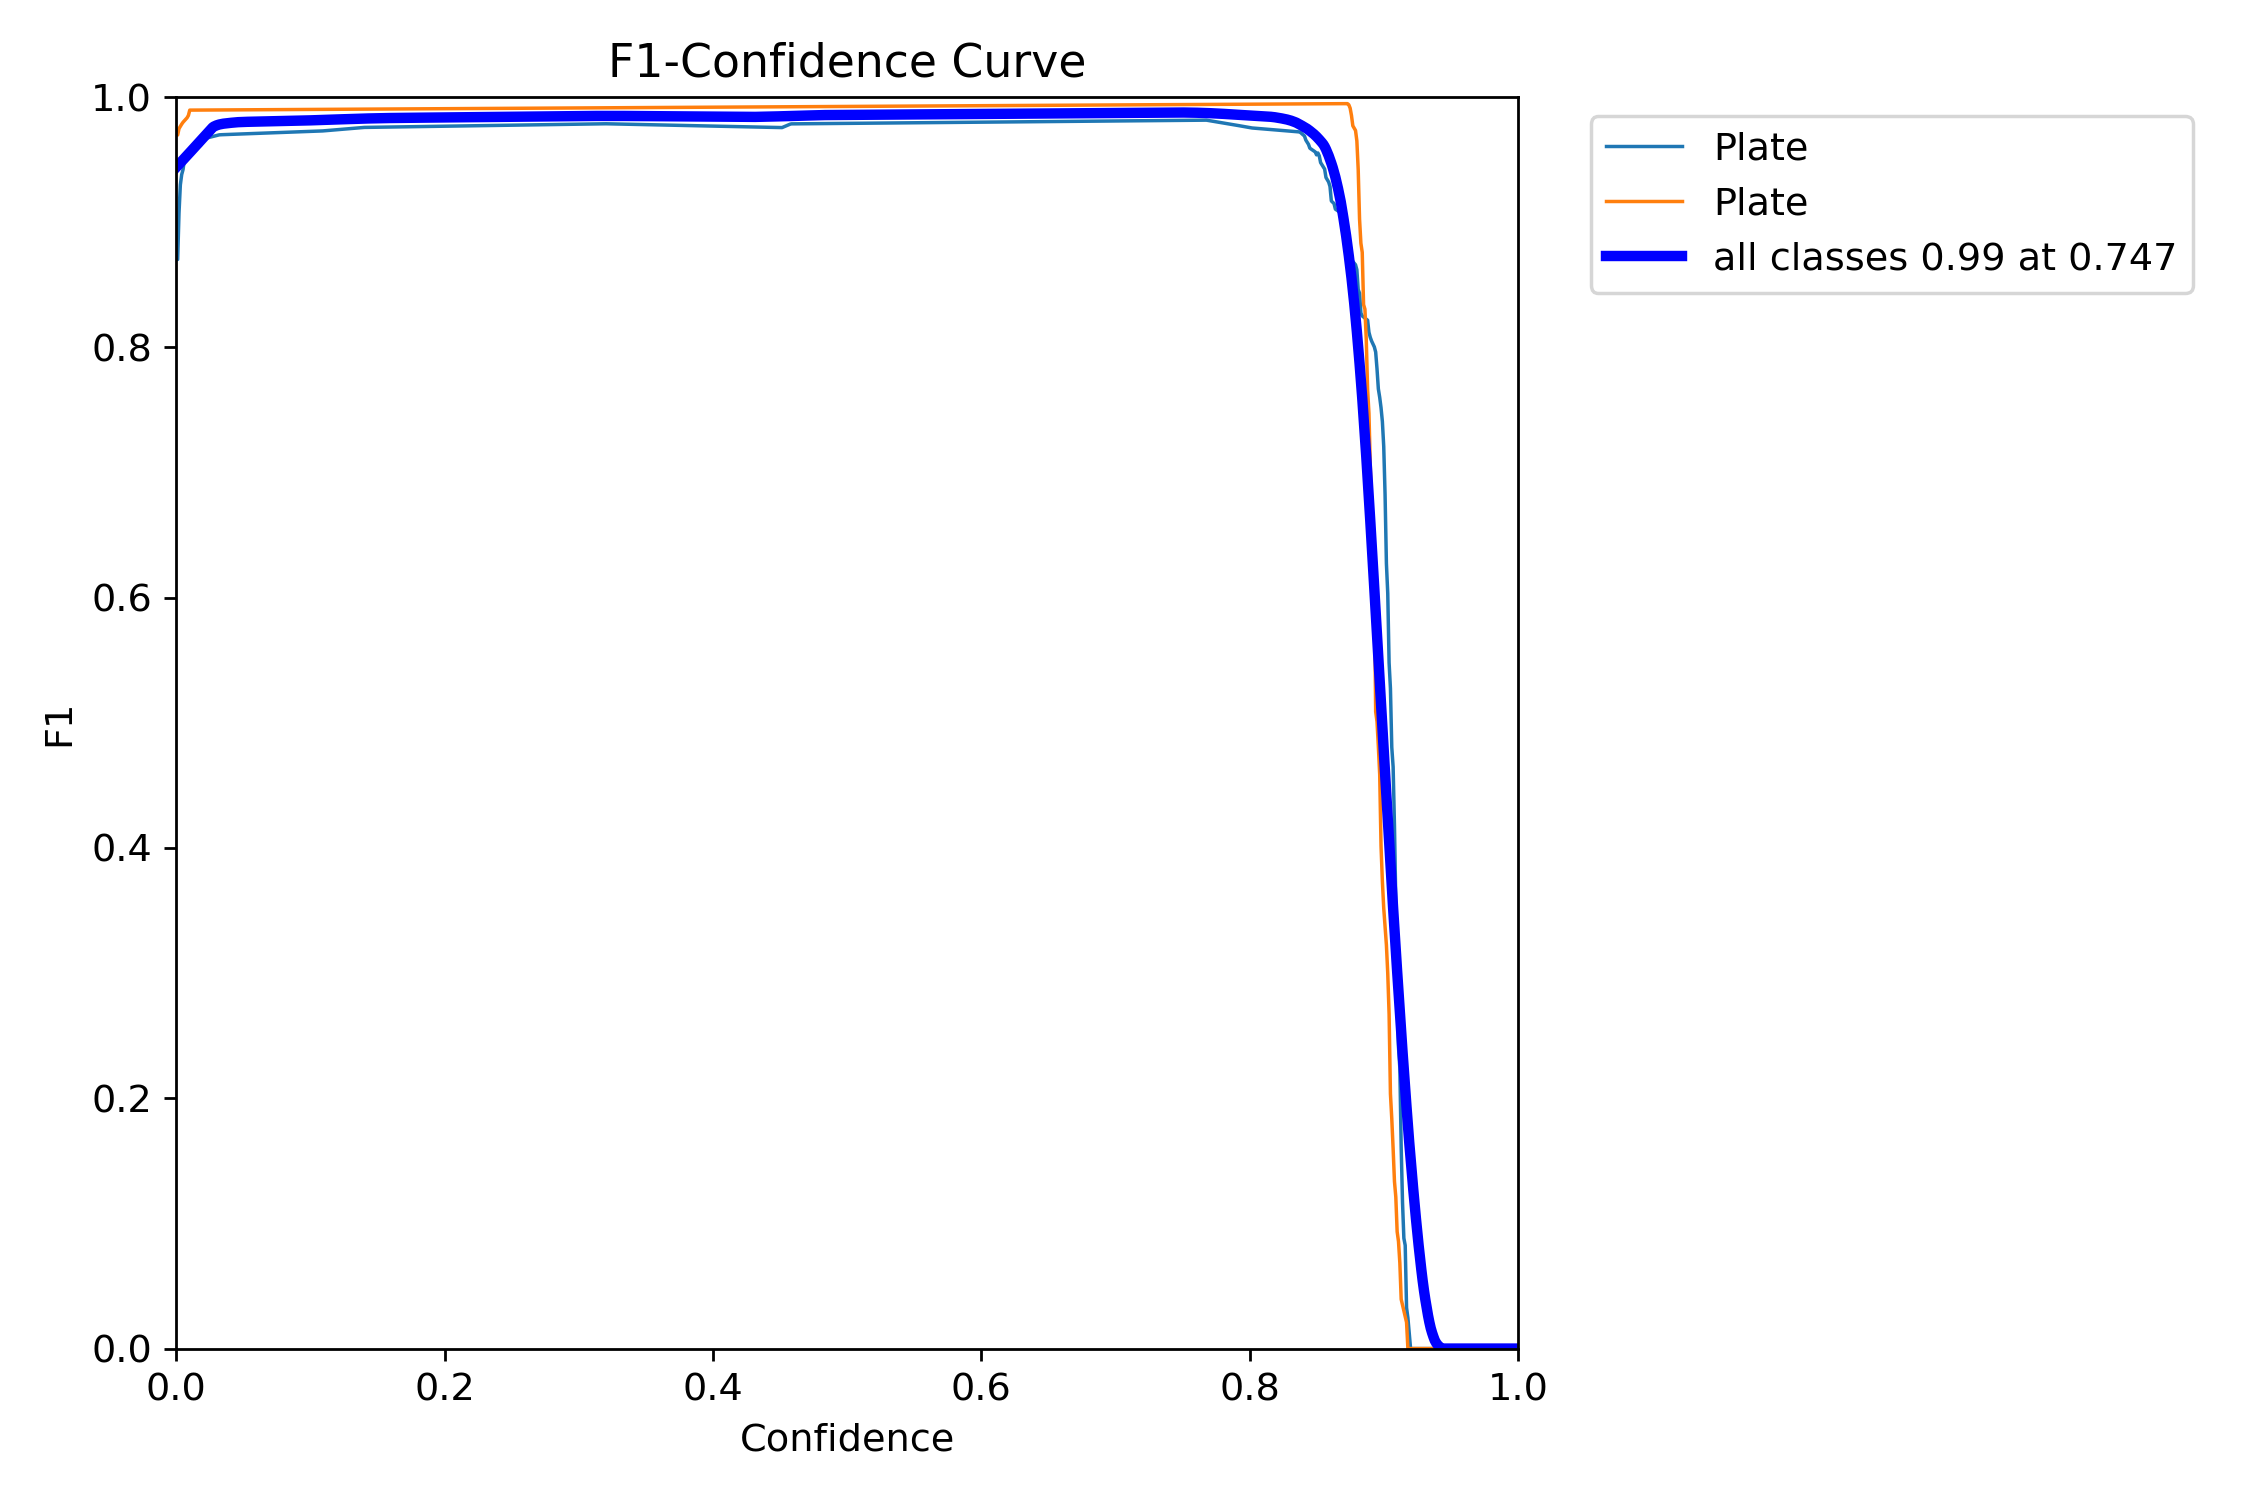 F1-Confidence Curve
1.0
0.8
0.6
0.4
0.2
0.0
F1
0.0 0.2 0.4 0.6 0.8 1.0
Confidence
Plate
Plate
all classes 0.99 at 0.747